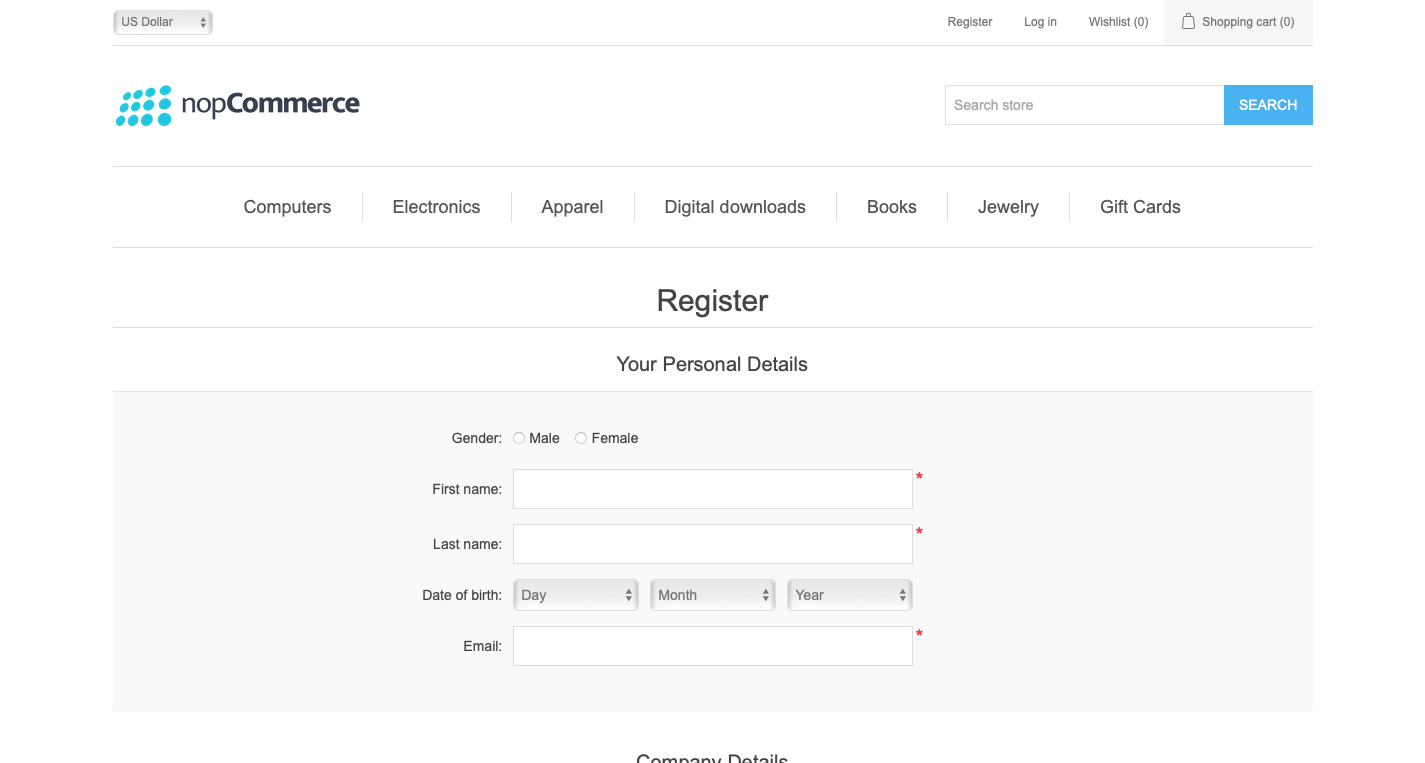 US Dollar Register Log in Wishlist (0) Shopping cart (0)
nopCommerce Search store SEARCH
Computers Electronics Apparel Digital downloads Books Jewelry Gift Cards
Register
Your Personal Details
Gender: Male Female
First name: *
Last name: *
Date of birth: Day Month Year
Email: *
Company Details